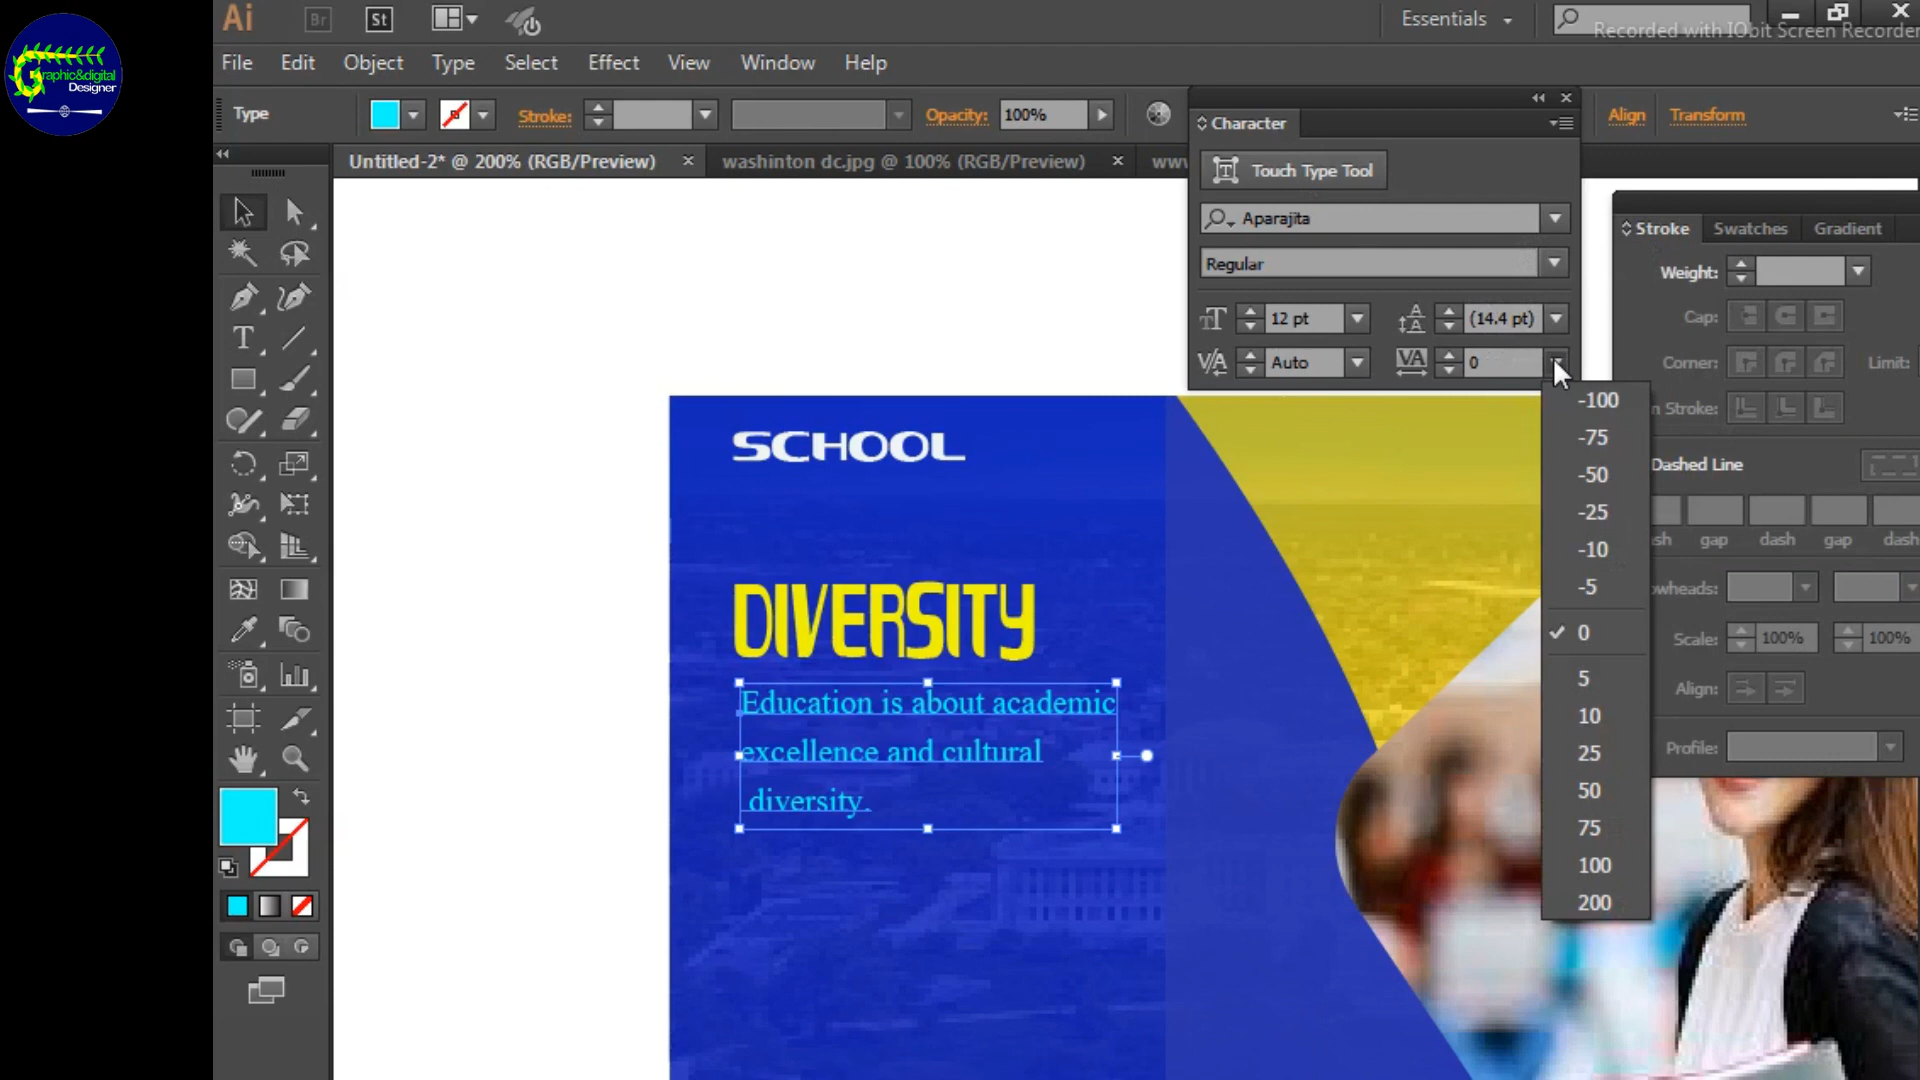 Graphic&digital
Designer
Ai
Br
St
Essentials
Recorded with IObit Screen Recorder
File Edit Object Type Select Effect View Window Help
Type
Stroke:
Opacity: 100%
Align
Transform
Untitled-2* @ 200% (RGB/Preview)
washinton dc.jpg @ 100% (RGB/Preview)
www
Character
Touch Type Tool
Aparajita
Regular
12 pt
(14.4 pt)
Auto
0
-100
-75
-50
-25
-10
-5
0
5
10
25
50
75
100
200
Stroke Swatches Gradient
Weight:
Cap:
Corner:
Limit:
n Stroke:
Dashed Line
sh gap dash gap dash
wheads:
Scale: 100% 100%
Align:
Profile:
SCHOOL
DIVERSITY
Education is about academic
excellence and cultural
diversity.